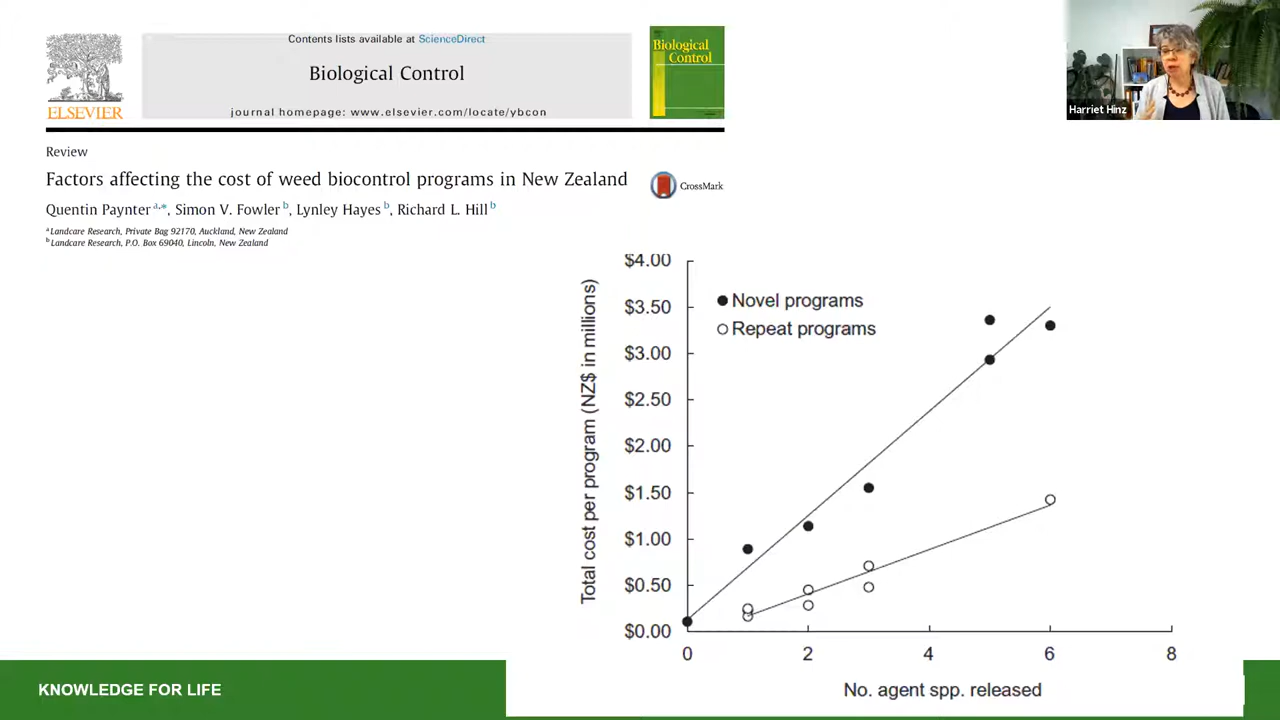 Contents lists available at ScienceDirect
Biological Control
journal homepage: www.elsevier.com/locate/ybcon
ELSEVIER
Biological
Control
Harriet Hinz
Review
Factors affecting the cost of weed biocontrol programs in New Zealand
CrossMark
Quentin Paynter a,*, Simon V. Fowler b, Lynley Hayes b, Richard L. Hill b
a Landcare Research, Private Bag 92170, Auckland, New Zealand
b Landcare Research, P.O. Box 69040, Lincoln, New Zealand
Total cost per program (NZ$ in millions)
$4.00
$3.50
$3.00
$2.50
$2.00
$1.50
$1.00
$0.50
$0.00
Novel programs
Repeat programs
0 2 4 6 8
No. agent spp. released
KNOWLEDGE FOR LIFE